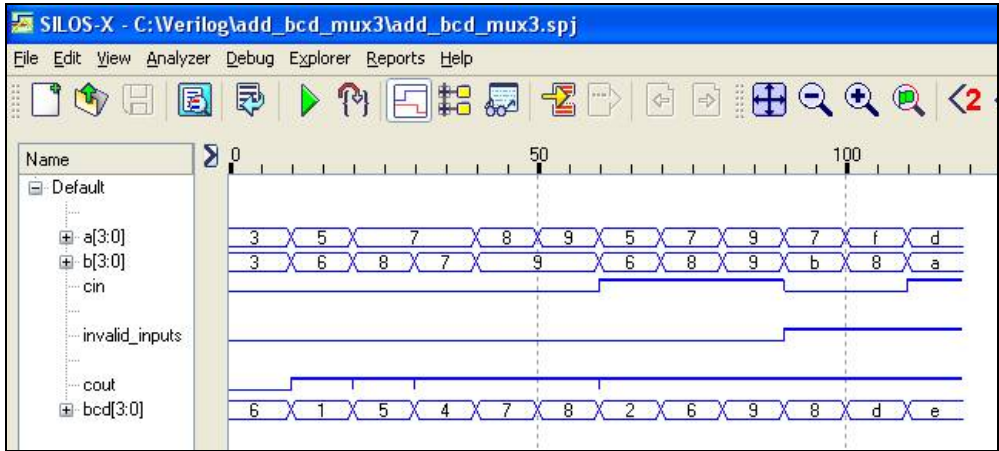 SILOS-X - C:\Verilog\add_bcd_mux3\add_bcd_mux3.spj
File Edit View Analyzer Debug Explorer Reports Help
<2
Name 0 50 100
Default
a[3:0] 3 5 7 8 9 5 7 9 7 f d
b[3:0] 3 6 8 7 9 6 8 9 b 8 a
cin
invalid_inputs
cout
bcd[3:0] 6 1 5 4 7 8 2 6 9 8 d e